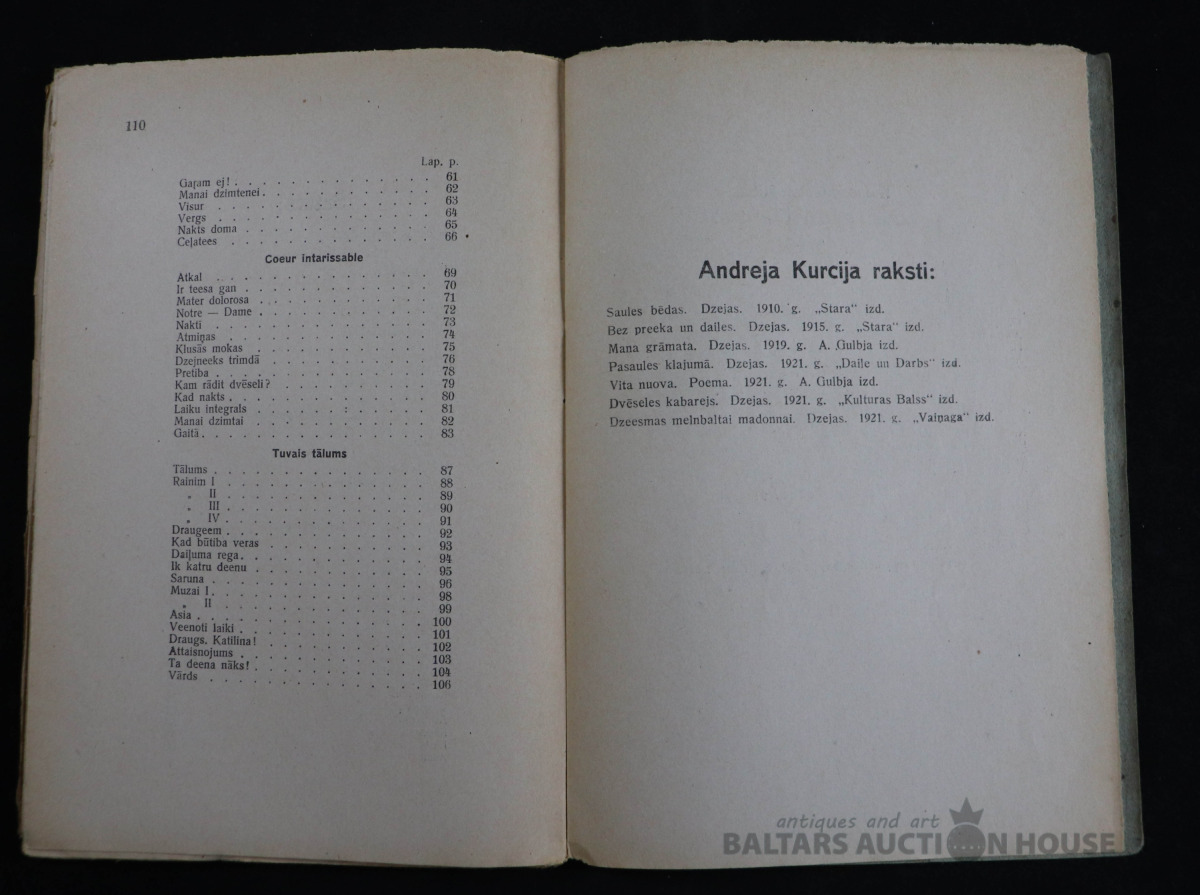 110
Lap. p.
Gaŗam ej! . . . . . . . . . . . . . . 61
Manai dzimtenei . . . . . . . . . . . . 62
Visur . . . . . . . . . . . . . . . 63
Vergs . . . . . . . . . . . . . . . 64
Nakts doma . . . . . . . . . . . . . 65
Ceļatees . . . . . . . . . . . . . . 66
Coeur intarissable
Atkal . . . . . . . . . . . . . . . 69
Ir teesa gan . . . . . . . . . . . . . 70
Mater dolorosa . . . . . . . . . . . . 71
Notre — Dame . . . . . . . . . . . . 72
Nakti . . . . . . . . . . . . . . . 73
Atmiņas . . . . . . . . . . . . . . 74
Klusās mokas . . . . . . . . . . . . 75
Dzejneeks trimdā . . . . . . . . . . . 76
Pretiba . . . . . . . . . . . . . . 78
Kam rādit dvēseli? . . . . . . . . . . 79
Kad nakts . . . . . . . . . . . . . 80
Laiku integrals . . . . . . . . . . . . 81
Manai dzimtai . . . . . . . . . . . . 82
Gaitā . . . . . . . . . . . . . . . 83
Tuvais tālums
Tālums . . . . . . . . . . . . . . 87
Rainim I . . . . . . . . . . . . . . 88
„ II . . . . . . . . . . . . . . 89
„ III . . . . . . . . . . . . . . 90
„ IV . . . . . . . . . . . . . . 91
Draugeem . . . . . . . . . . . . . . 92
Kad būtiba veras . . . . . . . . . . . 93
Daiļuma rega . . . . . . . . . . . . . 94
Ik katru deenu . . . . . . . . . . . . 95
Saruna . . . . . . . . . . . . . . 96
Muzai I . . . . . . . . . . . . . . 98
„ II . . . . . . . . . . . . . . 99
Asia . . . . . . . . . . . . . . . 100
Veenoti laiki . . . . . . . . . . . . 101
Draugs, Katilina! . . . . . . . . . . . 102
Attaisnojums . . . . . . . . . . . . 103
Ta deena nāks! . . . . . . . . . . . . 104
Vārds . . . . . . . . . . . . . . . 106
Andreja Kurcija raksti:
Saules bēdas. Dzejas. 1910. g. „Stara“ izd.
Bez preeka un dailes. Dzejas. 1915. g. „Stara“ izd.
Mana grāmata. Dzejas. 1919. g. A. Gulbja izd.
Pasaules klajumā. Dzejas. 1921. g. „Daile un Darbs“ izd.
Vita nuova. Poema. 1921. g. A. Gulbja izd.
Dvēseles kabarejs. Dzejas. 1921. g. „Kulturas Balss“ izd.
Dzeesmas melnbaltai madonnai. Dzejas. 1921. g. „Vaiņaga“ izd.
antiques and art
BALTARS AUCTION HOUSE